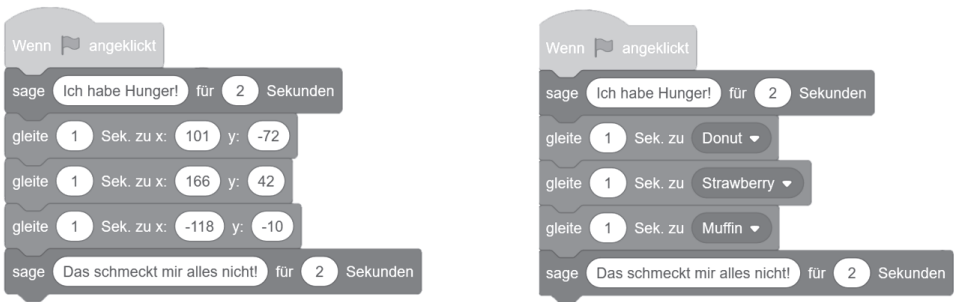 Wenn angeklickt
sage Ich habe Hunger! für 2 Sekunden
gleite 1 Sek. zu x: 101 y: -72
gleite 1 Sek. zu x: 166 y: 42
gleite 1 Sek. zu x: -118 y: -10
sage Das schmeckt mir alles nicht! für 2 Sekunden
Wenn angeklickt
sage Ich habe Hunger! für 2 Sekunden
gleite 1 Sek. zu Donut
gleite 1 Sek. zu Strawberry
gleite 1 Sek. zu Muffin
sage Das schmeckt mir alles nicht! für 2 Sekunden